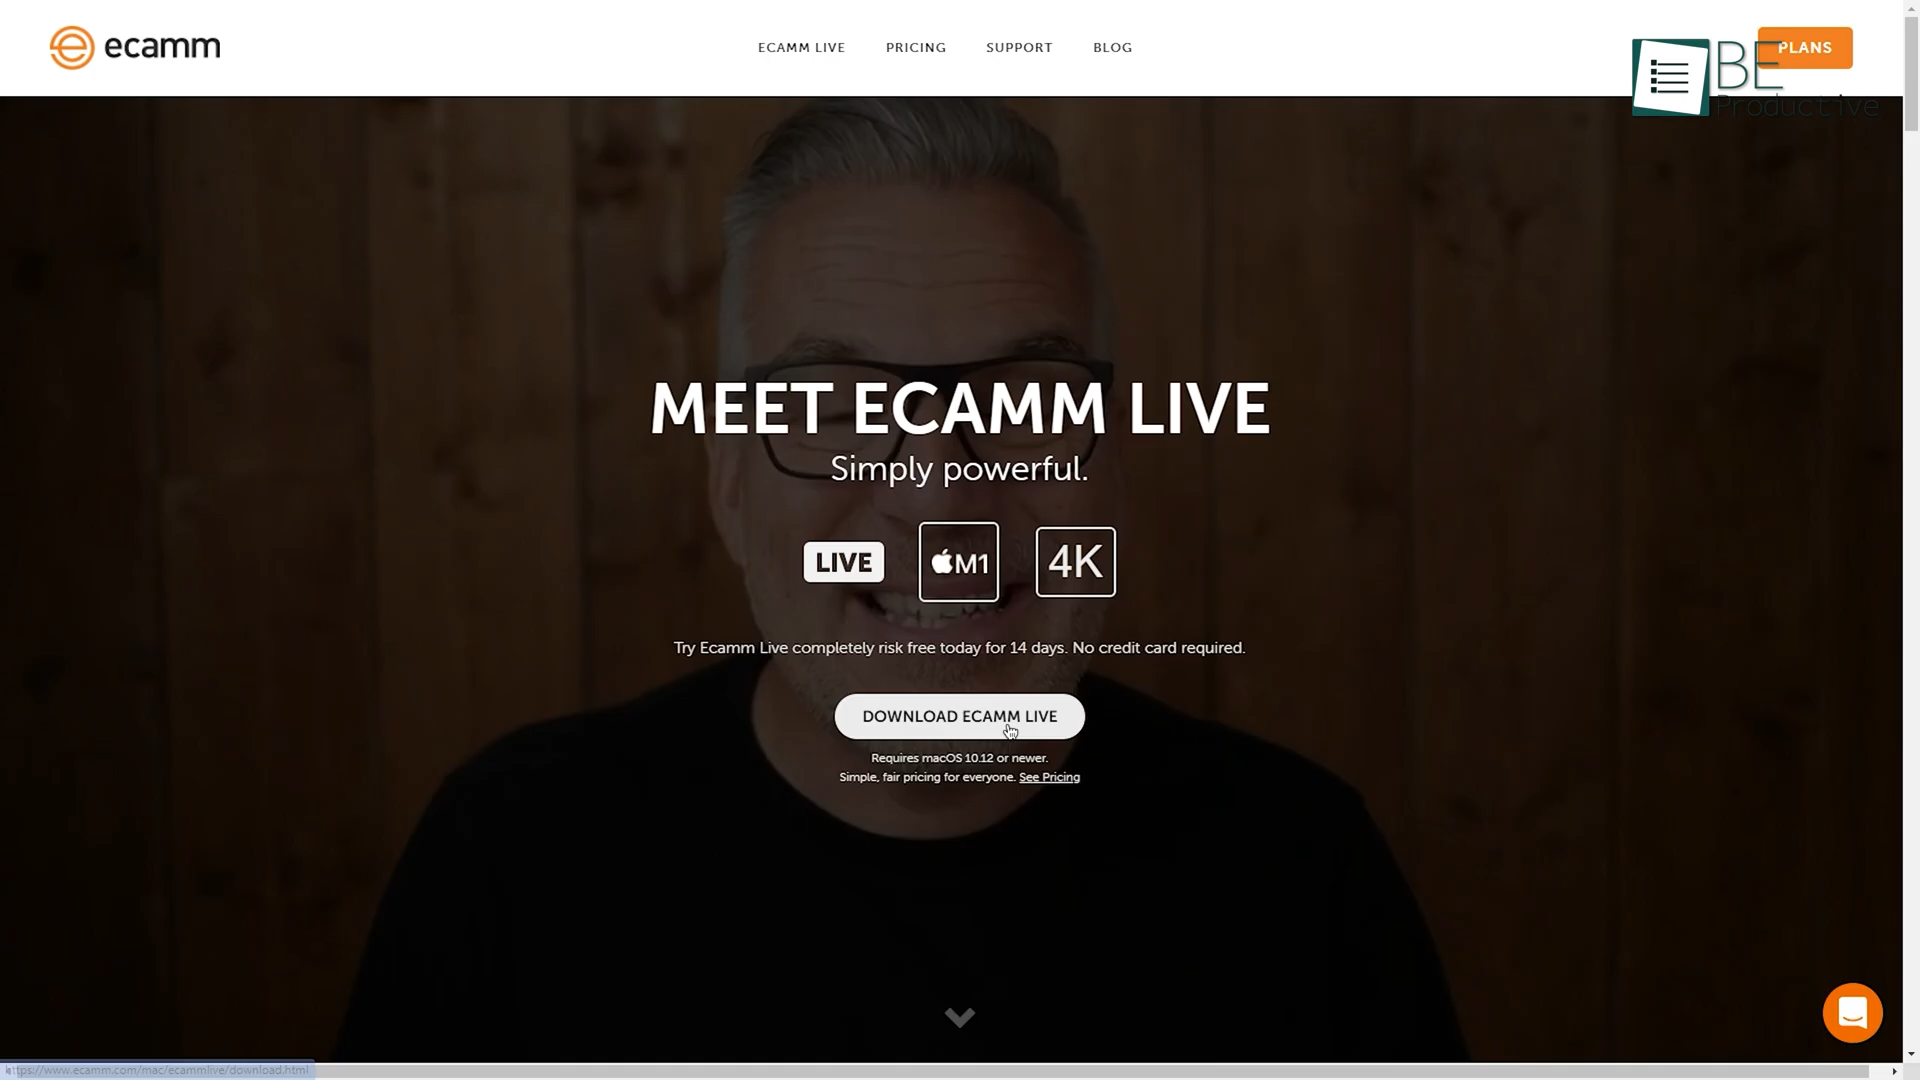 ecamm
ECAMM LIVE
PRICING
SUPPORT
BLOG
PLANS
BE
Productive
MEET ECAMM LIVE
Simply powerful.
LIVE
M1
4K
Try Ecamm Live completely risk free today for 14 days. No credit card required.
DOWNLOAD ECAMM LIVE
Requires macOS 10.12 or newer.
Simple, fair pricing for everyone. See Pricing
https://www.ecamm.com/mac/ecammlive/download.html